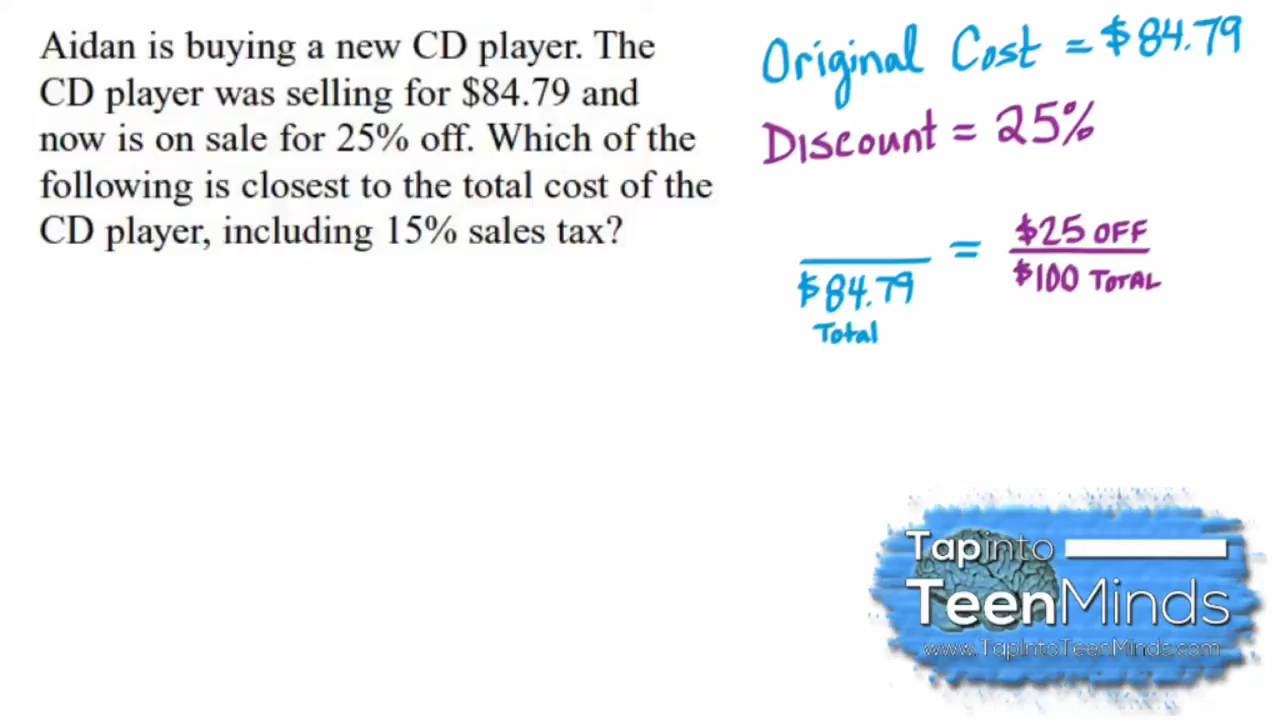 Aidan is buying a new CD player. The
CD player was selling for $84.79 and
now is on sale for 25% off. Which of the
following is closest to the total cost of the
CD player, including 15% sales tax?
Original Cost = $84.79
Discount = 25%
$25 OFF
=
$84.79
$100 TOTAL
Total
Tap into
TeenMinds
www.TapIntoTeenMinds.com